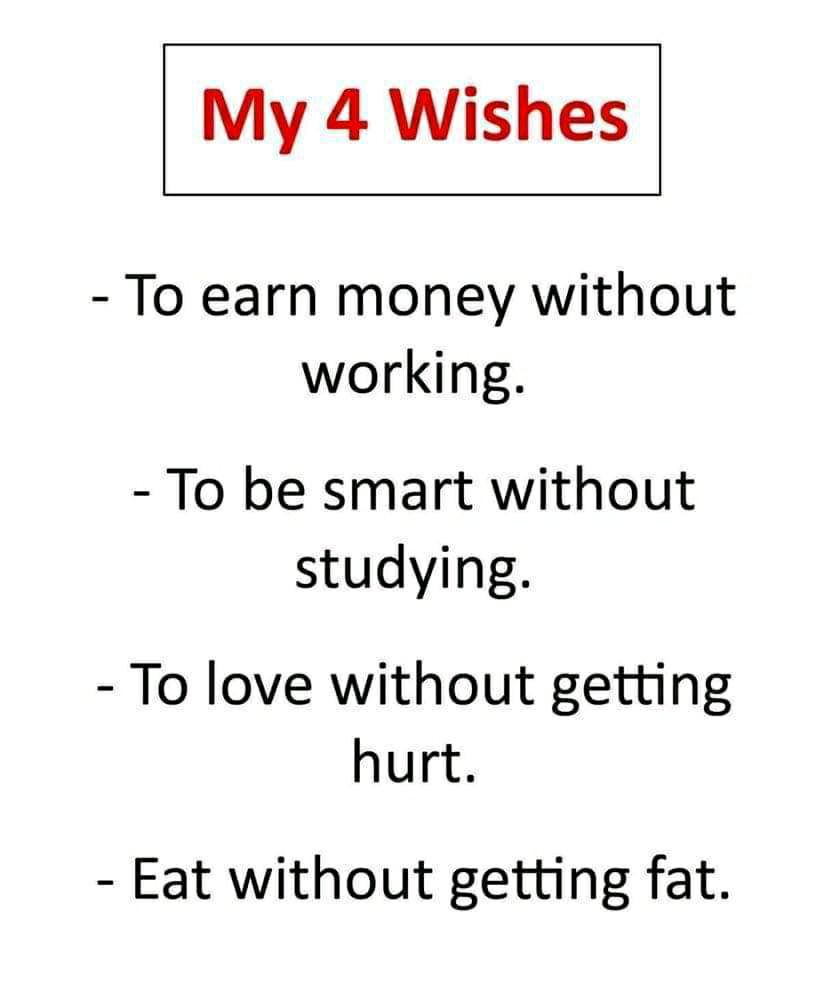 My 4 Wishes
- To earn money without
working.
- To be smart without
studying.
- To love without getting
hurt.
- Eat without getting fat.